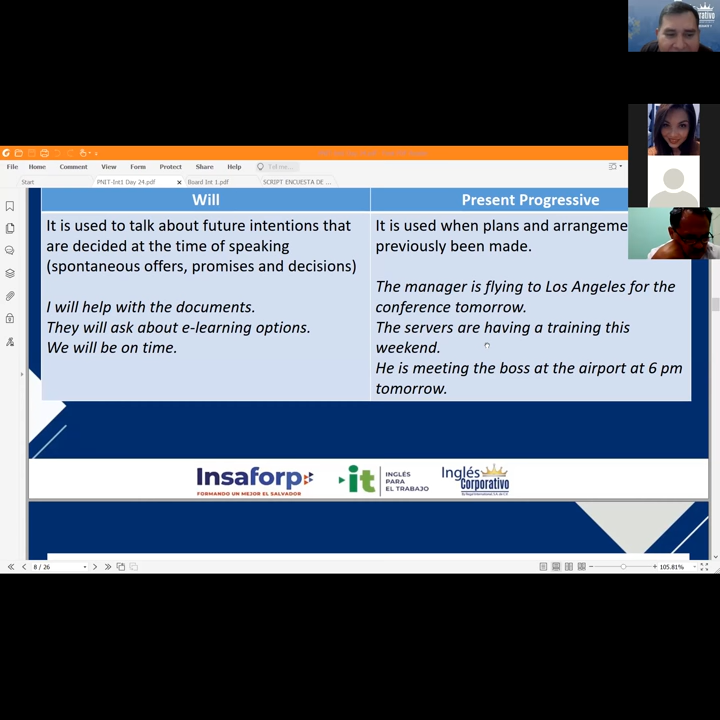 File Home Comment View Form Protect Share Help Tell me...
Start PNIT-Int1 Day 24.pdf Board Int 1.pdf SCRIPT ENCUESTA DE ...
Will
It is used to talk about future intentions that
are decided at the time of speaking
(spontaneous offers, promises and decisions)
I will help with the documents.
They will ask about e-learning options.
We will be on time.
Present Progressive
It is used when plans and arrangeme
previously been made.
The manager is flying to Los Angeles for the
conference tomorrow.
The servers are having a training this
weekend.
He is meeting the boss at the airport at 6 pm
tomorrow.
Insaforp
FORMANDO UN MEJOR EL SALVADOR
it
INGLÉS
PARA
EL TRABAJO
Inglés
Corporativo
8 / 26
105.81%